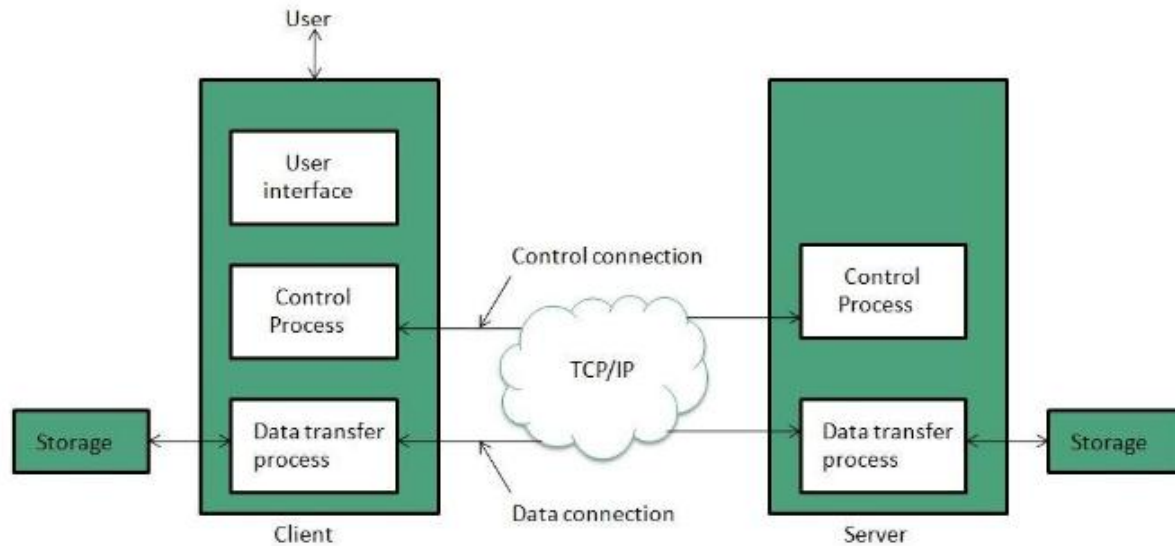 User
User
interface
Control connection
Control
Process
Control
Process
TCP/IP
Storage
Data transfer
process
Data transfer
process
Storage
Data connection
Client
Server